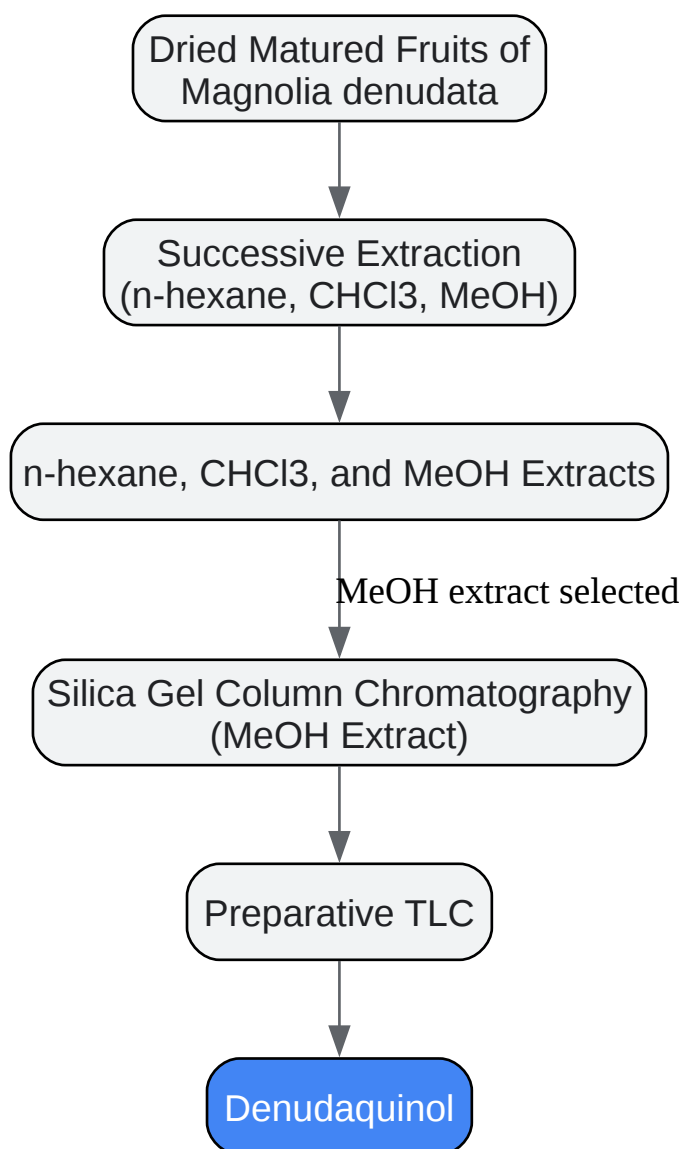 Dried Matured Fruits of
Magnolia denudata
Successive Extraction
(n-hexane, CHCl3, MeOH)
n-hexane, CHCl3, and MeOH Extracts
MeOH extract selected
Silica Gel Column Chromatography
(MeOH Extract)
Preparative TLC
Denudaquinol